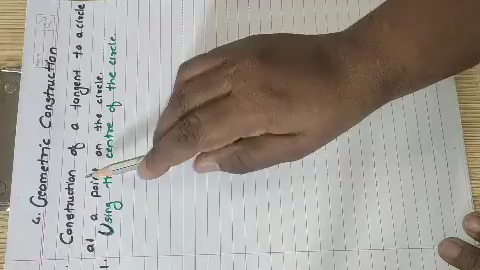 4. Geometric Construction
Construction of a tangent to a circle
at a point on the circle.
1. Using the centre of the circle.